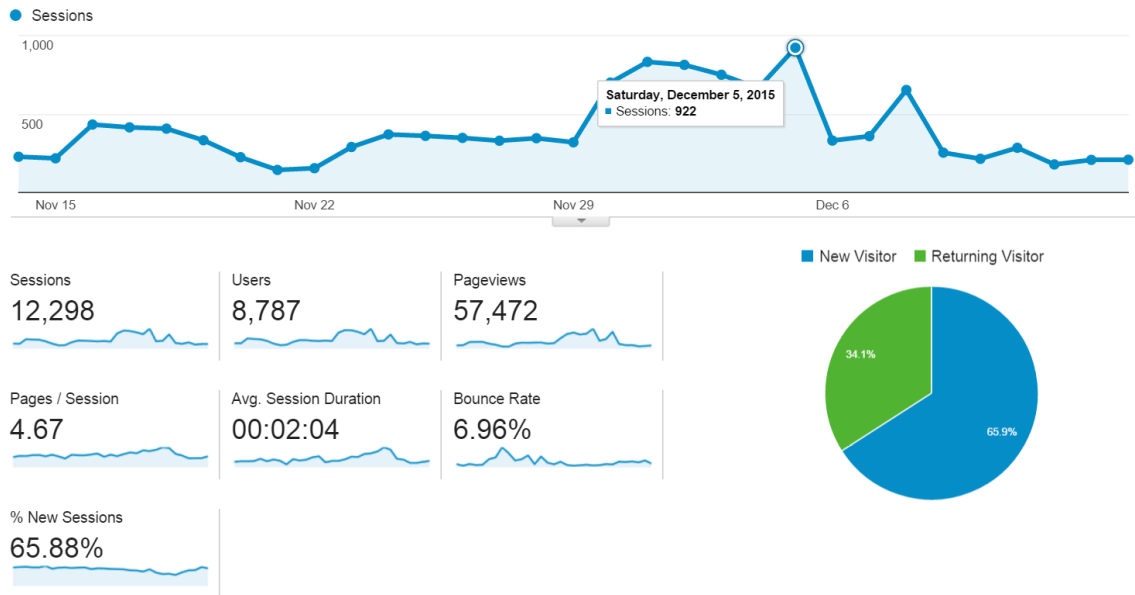 Sessions
1,000
500
Saturday, December 5, 2015
Sessions: 922
Nov 15
Nov 22
Nov 29
Dec 6
New Visitor
Returning Visitor
Sessions
12,298
Users
8,787
Pageviews
57,472
Pages / Session
4.67
Avg. Session Duration
00:02:04
Bounce Rate
6.96%
% New Sessions
65.88%
34.1%
65.9%